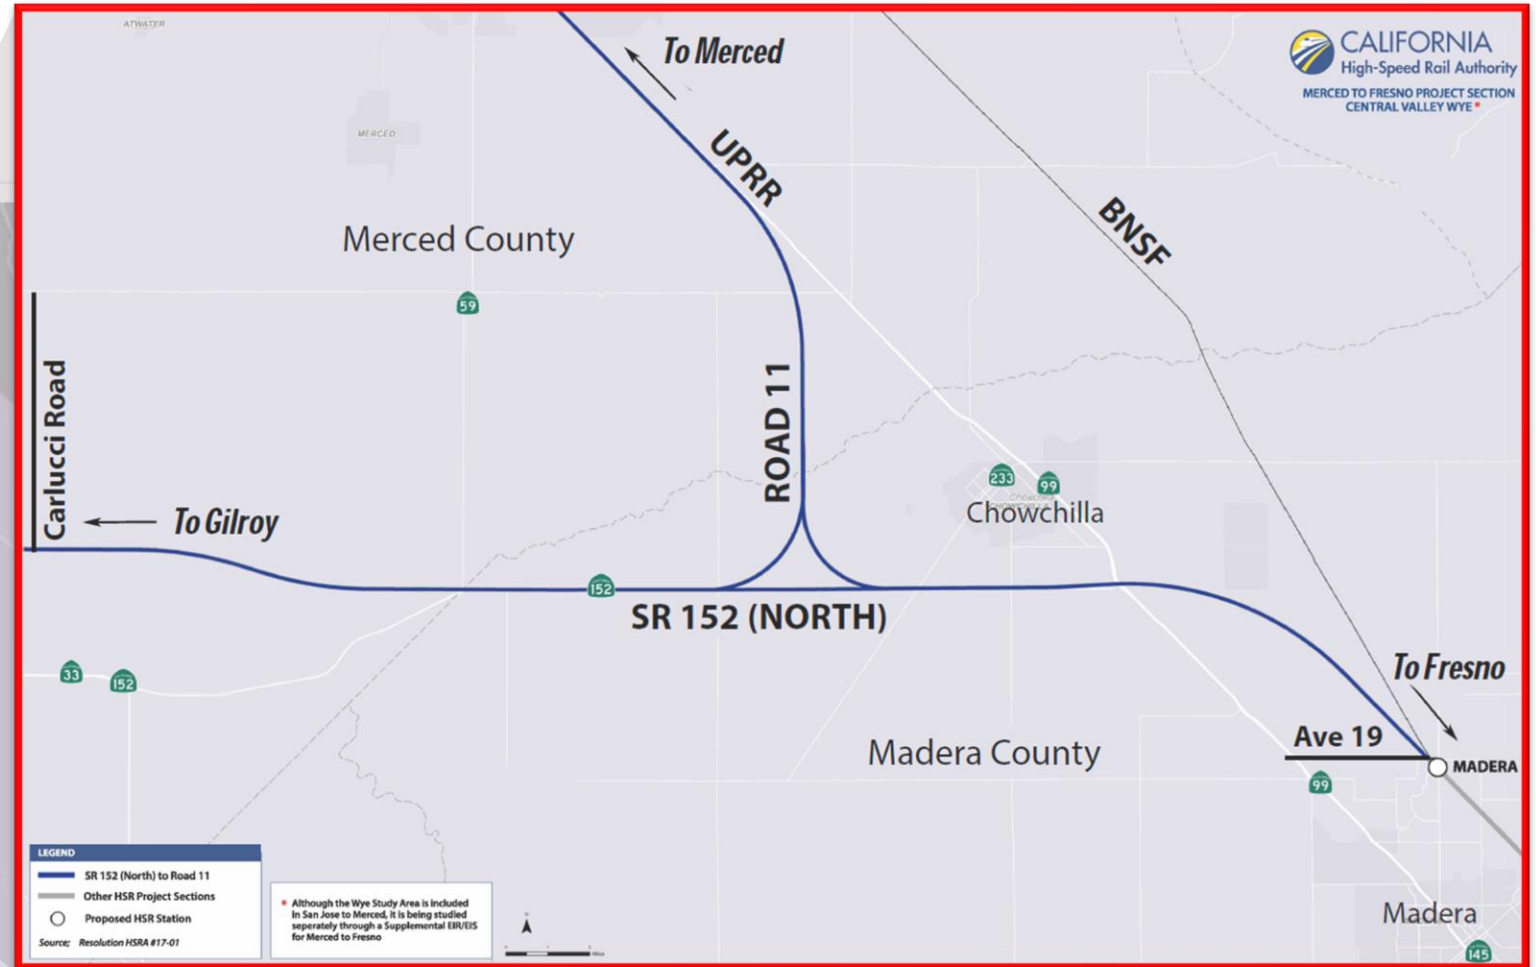 ATWATER
To Merced
CALIFORNIA
High-Speed Rail Authority
MERCED TO FRESNO PROJECT SECTION
CENTRAL VALLEY WYE *
MERCED
UPRR
BNSF
Merced County
59
Carlucci Road
ROAD 11
233
99
CHOWCHILLA
Chowchilla
To Gilroy
152
SR 152 (NORTH)
33
152
To Fresno
Ave 19
Madera County
MADERA
99
LEGEND
SR 152 (North) to Road 11
Other HSR Project Sections
Proposed HSR Station
Source; Resolution HSRA #17-01
* Although the Wye Study Area is included
in San Jose to Merced, it is being studied
seperately through a Supplemental EIR/EIS
for Merced to Fresno
N
Miles
Madera
145